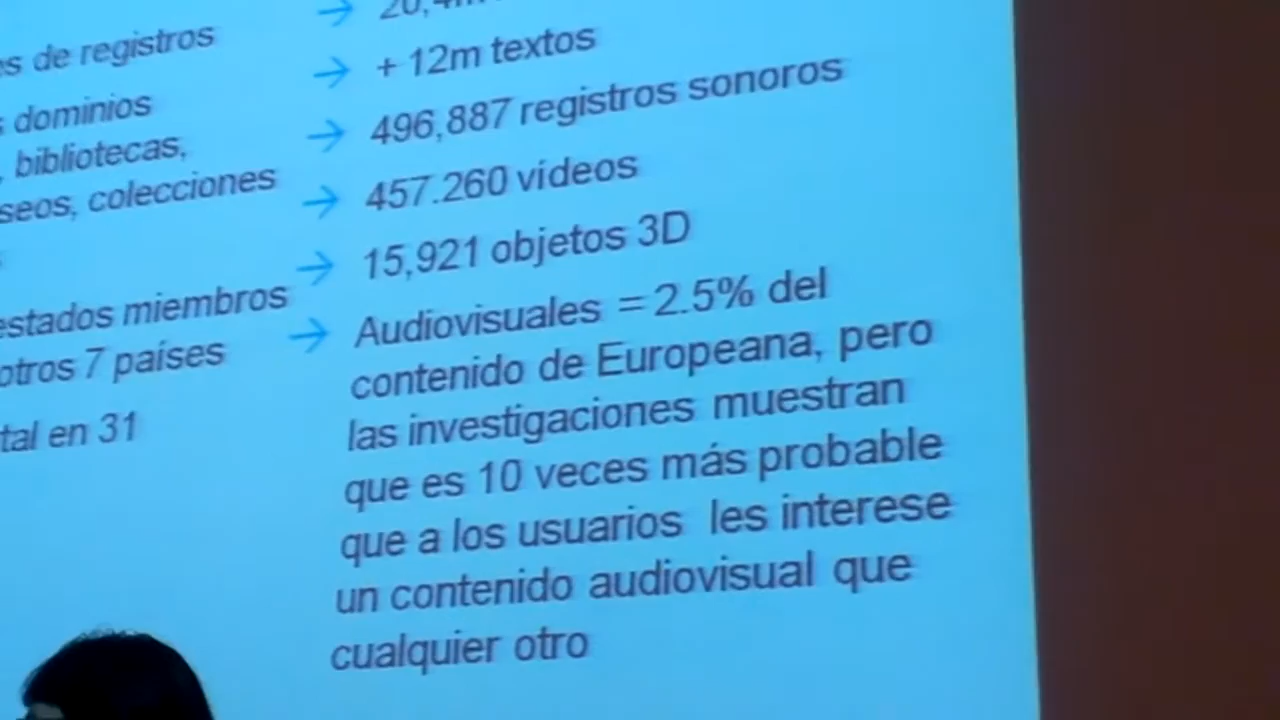 de registros
dominios
bibliotecas,
colecciones
estados miembros
otros 7 países
en 31
→
→ + 12m textos
→ 496,887 registros sonoros
→ 457.260 vídeos
→ 15,921 objetos 3D
→ Audiovisuales = 2.5% del
contenido de Europeana, pero
las investigaciones muestran
que es 10 veces más probable
que a los usuarios les interese
un contenido audiovisual que
cualquier otro